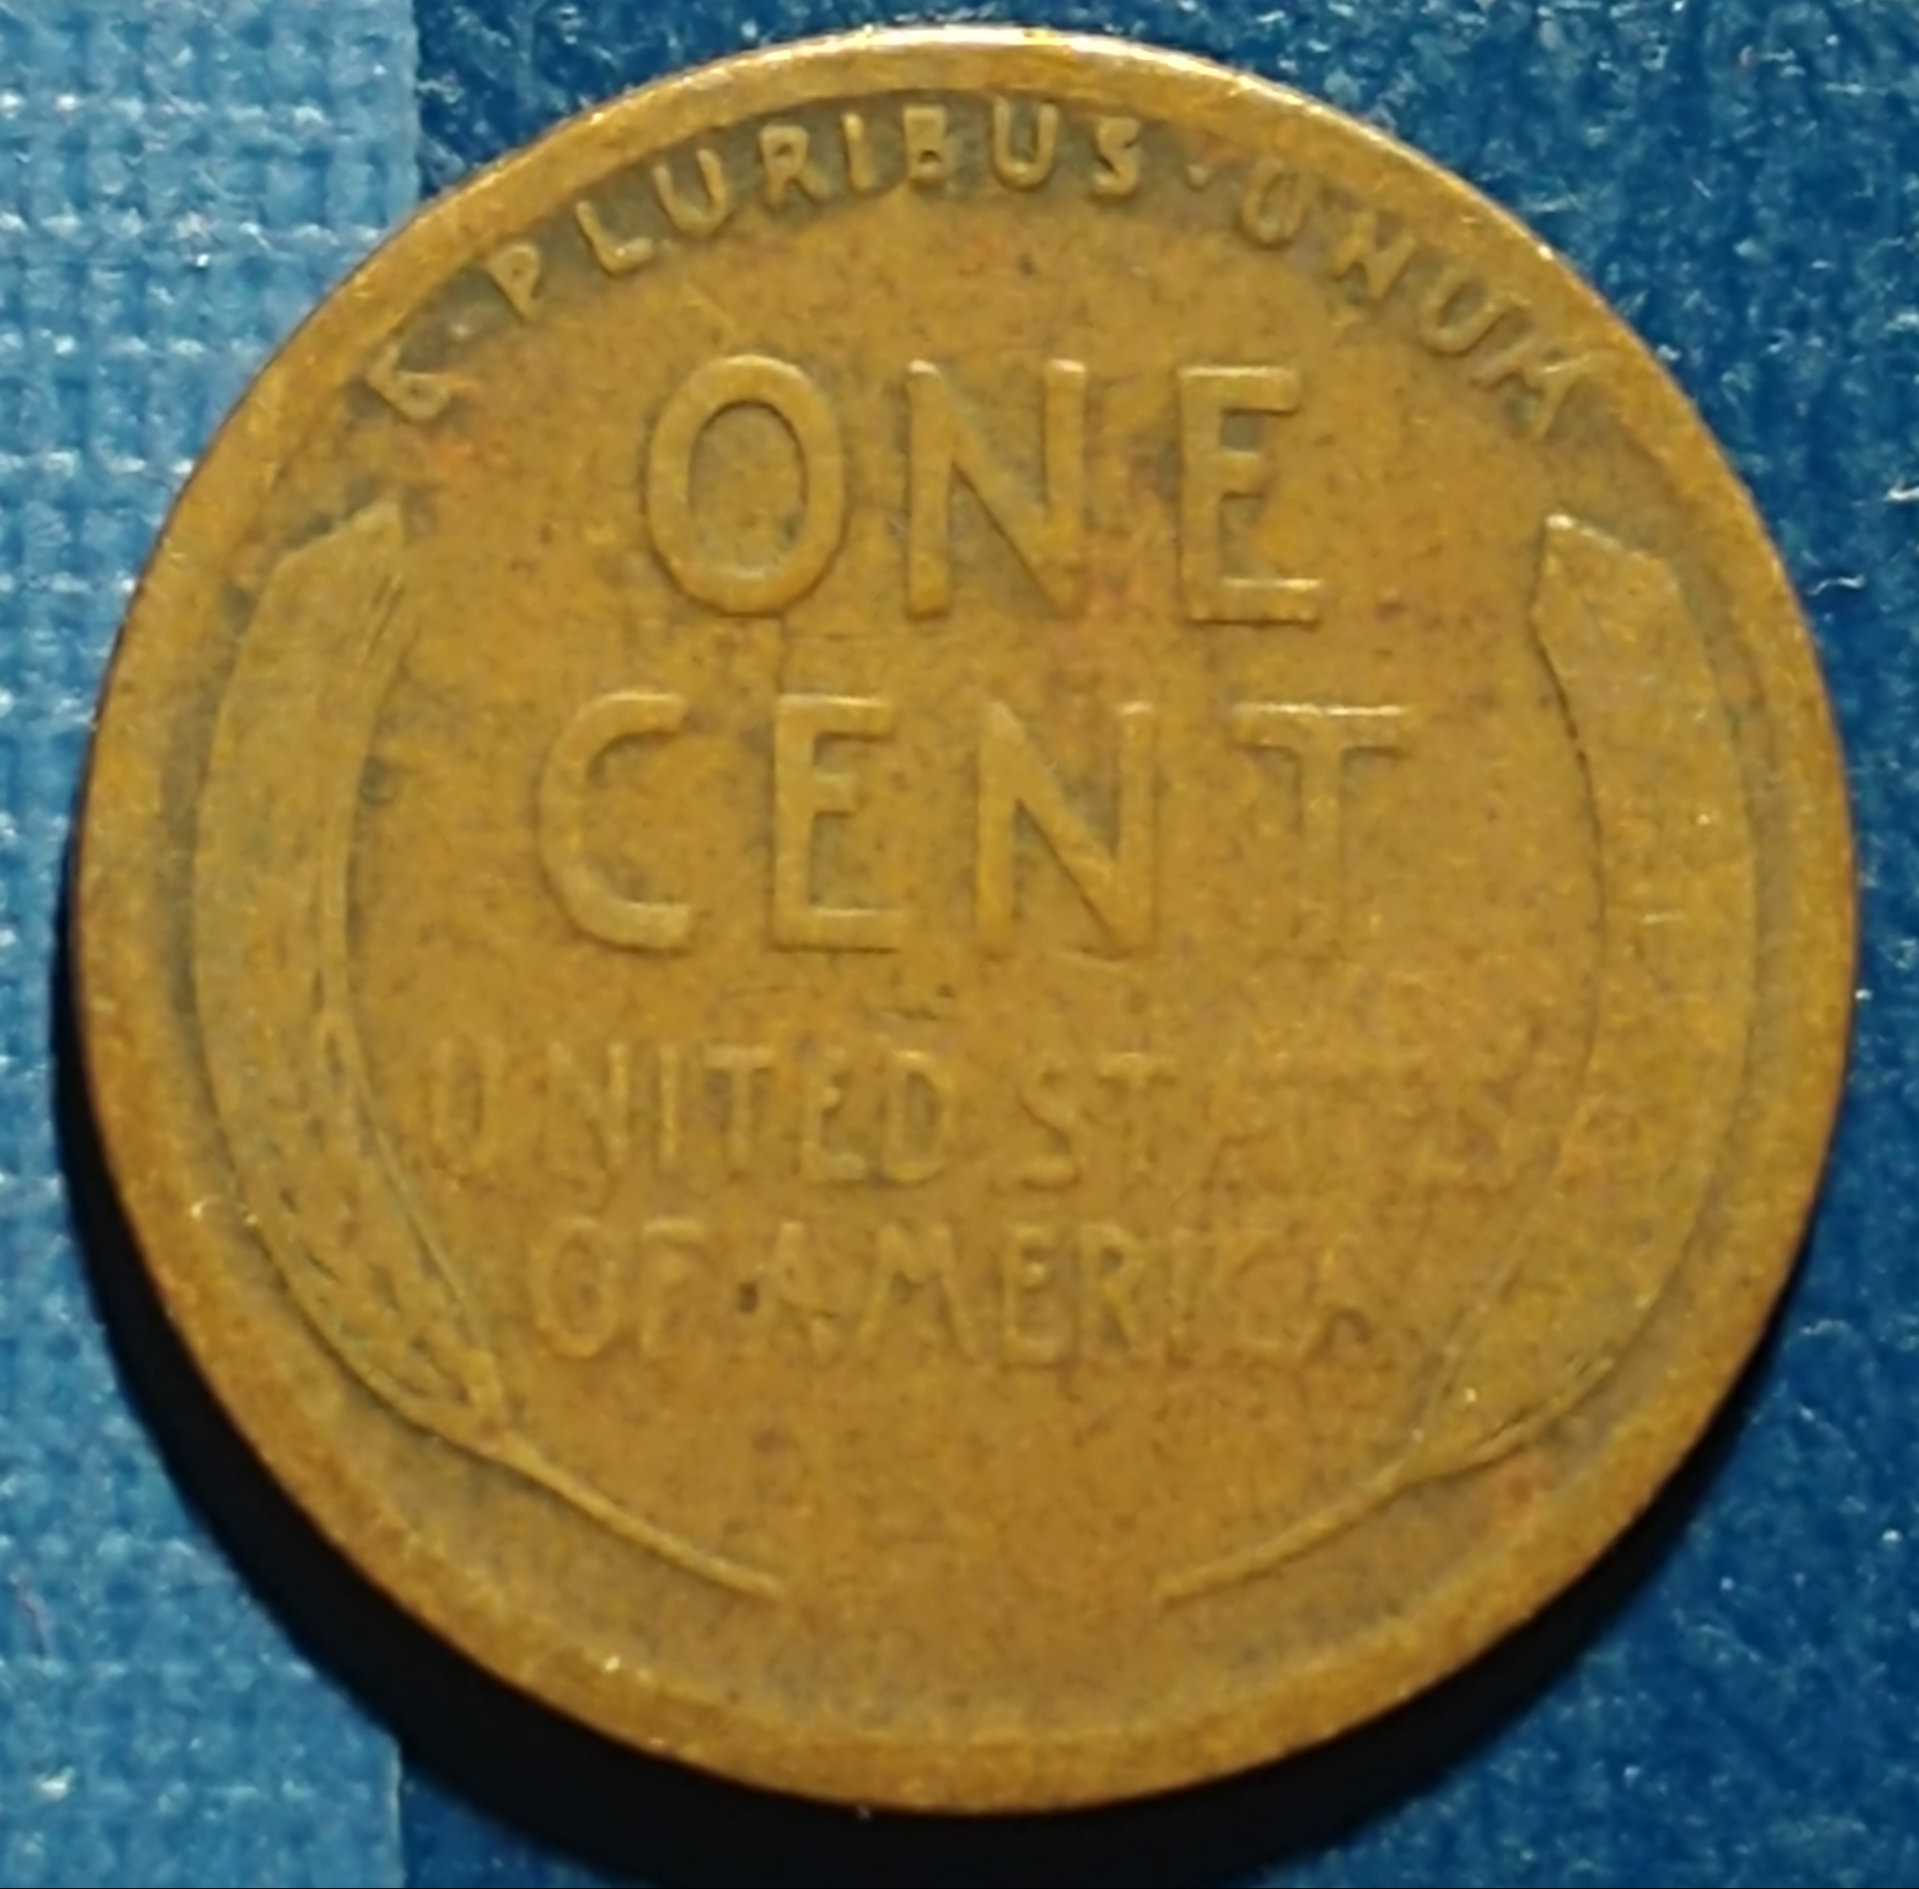 E·PLURIBUS·UNUM
ONE
CENT
UNITED STATES
OF AMERICA